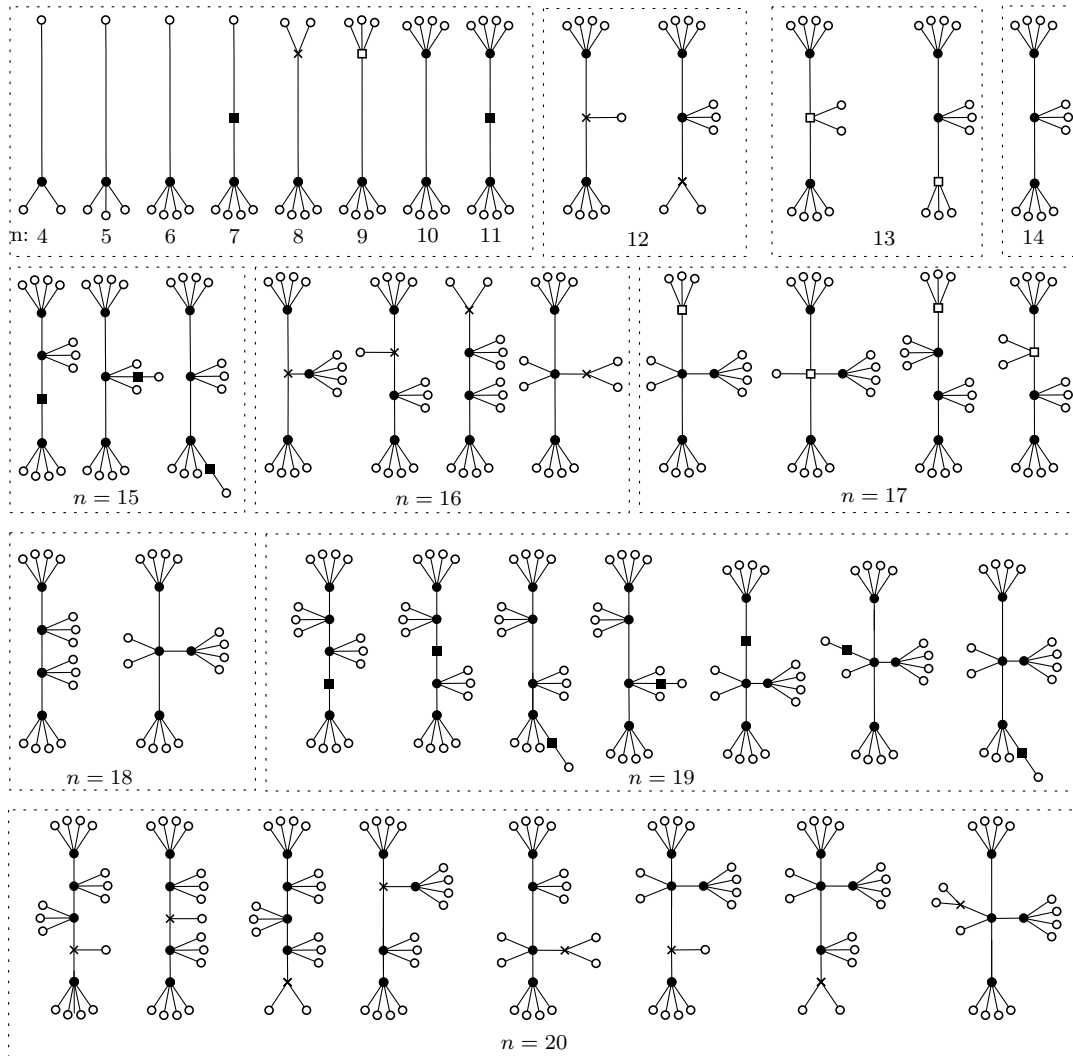 n: 4 5 6 7 8 9 10 11 12 13 14
n = 15 n = 16 n = 17
n = 18 n = 19
n = 20